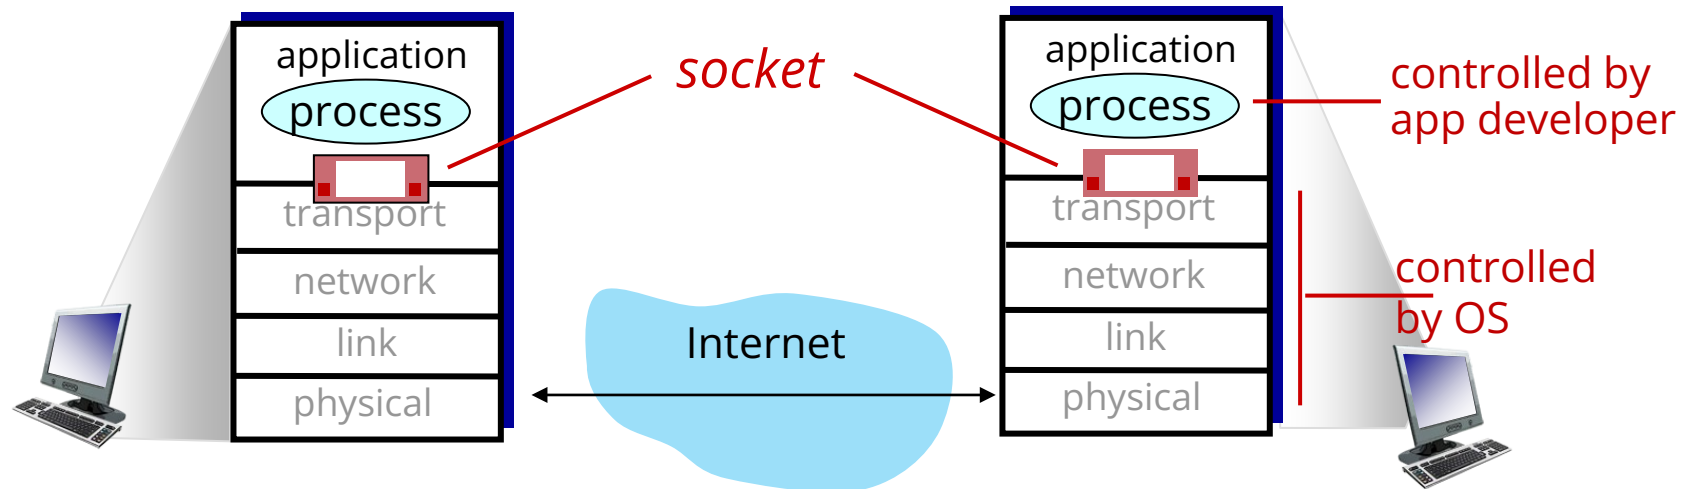 application
process
transport
network
link
physical
socket
Internet
application
process
transport
network
link
physical
controlled by
app developer
controlled
by OS